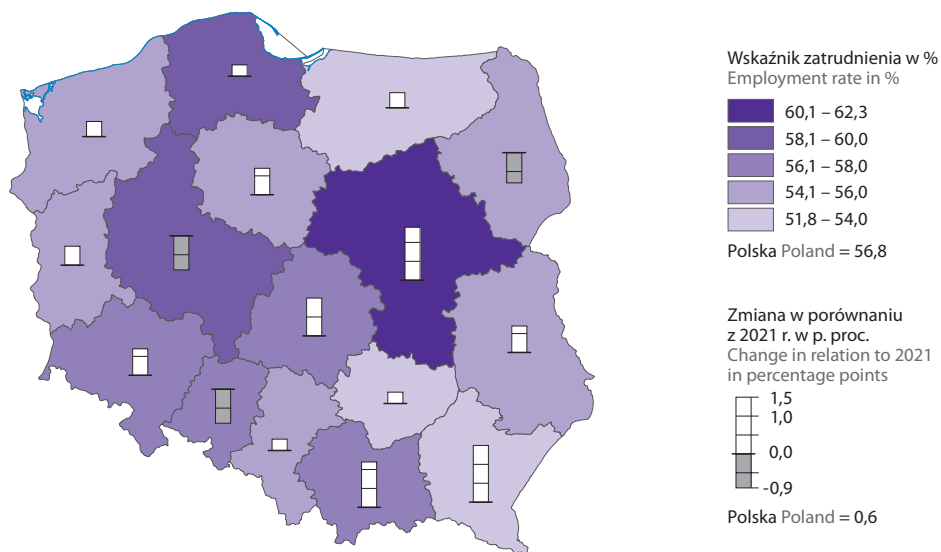 Wskaźnik zatrudnienia w %
Employment rate in %
60,1 – 62,3
58,1 – 60,0
56,1 – 58,0
54,1 – 56,0
51,8 – 54,0
Polska Poland = 56,8
Zmiana w porównaniu
z 2021 r. w p. proc.
Change in relation to 2021
in percentage points
1,5
1,0
0,0
-0,9
Polska Poland = 0,6